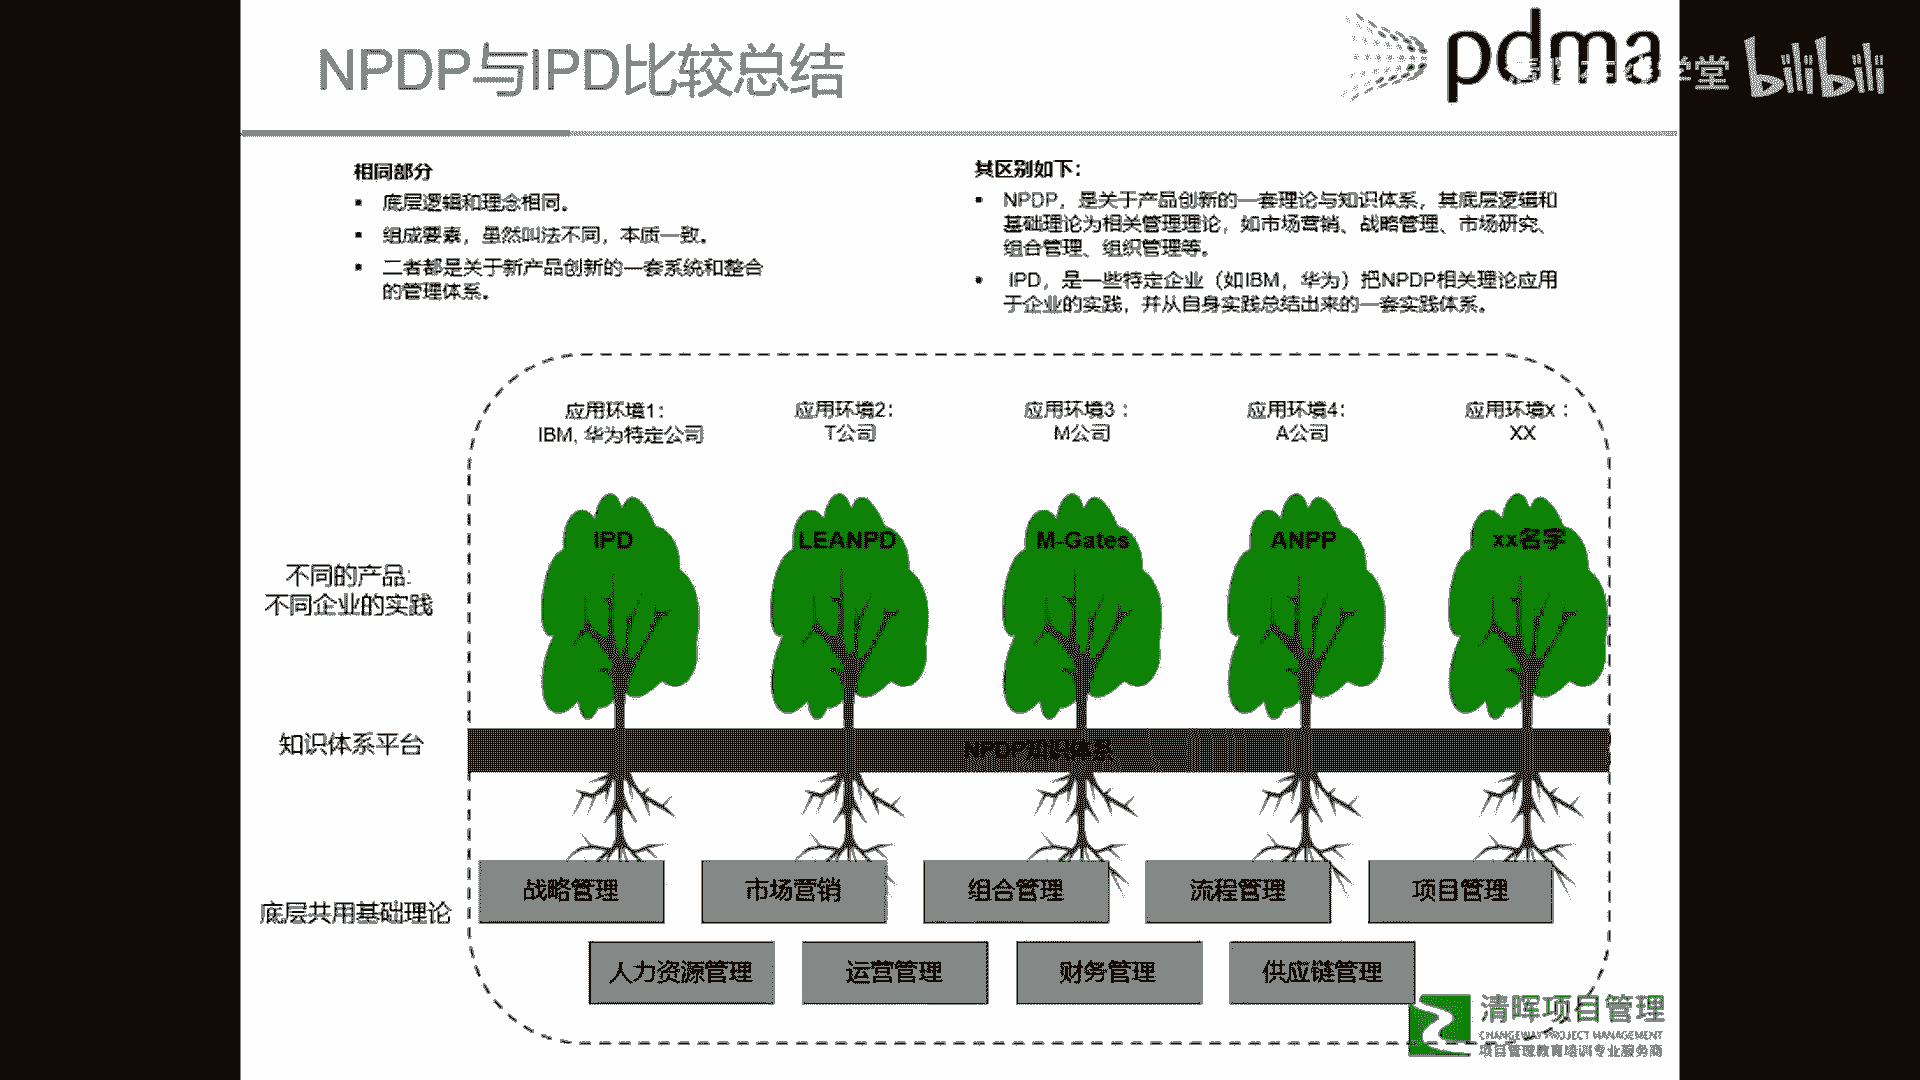 NPDP与IPD比较总结
pdma
学堂 bilibili
相同部分
▪ 底层逻辑和理念相同。
▪ 组成要素，虽然叫法不同，本质一致。
▪ 二者都是关于新产品创新的一套系统和整合
的管理体系。
其区别如下：
▪ NPDP，是关于产品创新的一套理论与知识体系，其底层逻辑和
基础理论为相关管理理论，如市场营销、战略管理、市场研究、
组合管理、组织管理等。
▪ IPD，是一些特定企业（如IBM，华为）把NPDP相关理论应用
于企业的实践，并从自身实践总结出来的一套实践体系。
应用环境1：
IBM, 华为特定公司
应用环境2：
T公司
应用环境3：
M公司
应用环境4：
A公司
应用环境x：
XX
IPD
LEANPD
M-Gates
ANPP
xx名字
不同的产品:
不同企业的实践
知识体系平台
NPDP知识体系
底层共用基础理论
战略管理
市场营销
组合管理
流程管理
项目管理
人力资源管理
运营管理
财务管理
供应链管理
清晖项目管理
CHANGEWAY PROJECT MANAGEMENT
项目管理教育培训专业服务商